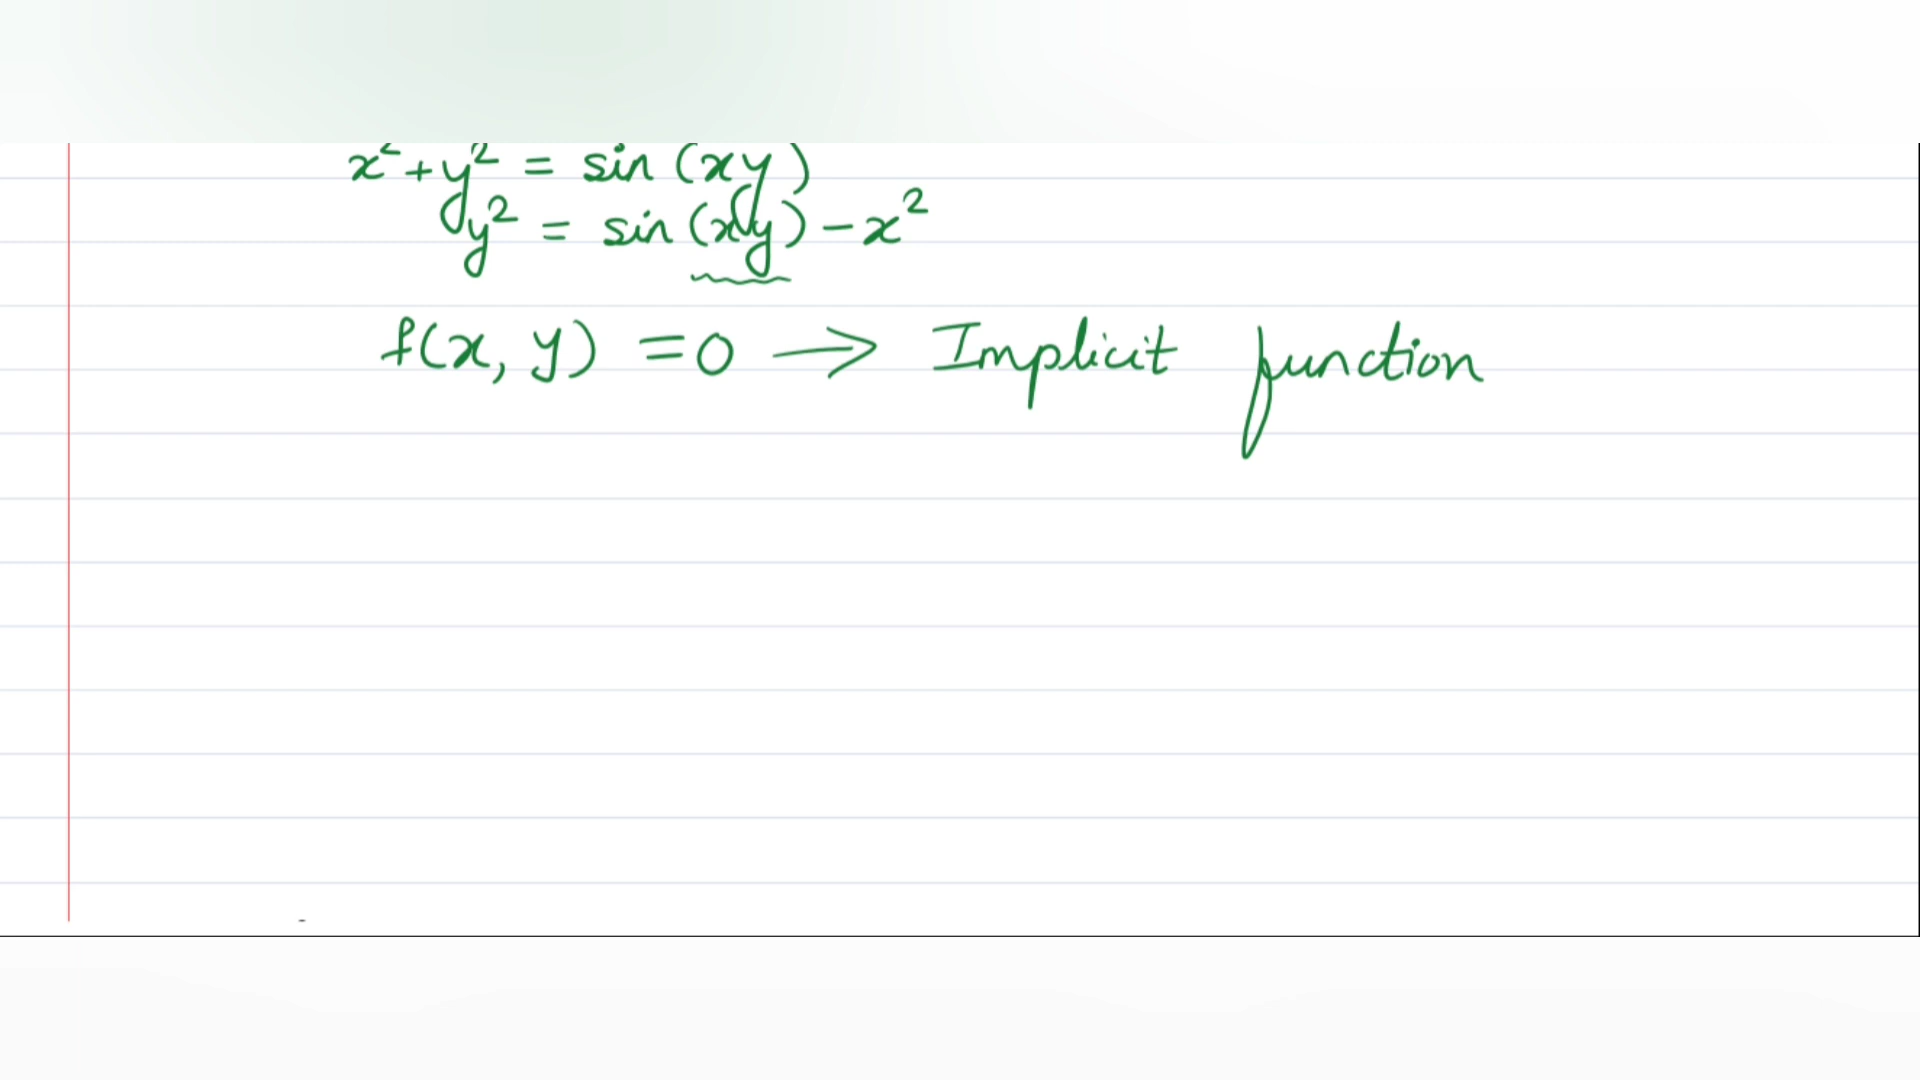 x² + y² = sin (xy)
y² = sin (xy) - x²
f(x, y) = 0 → Implicit function